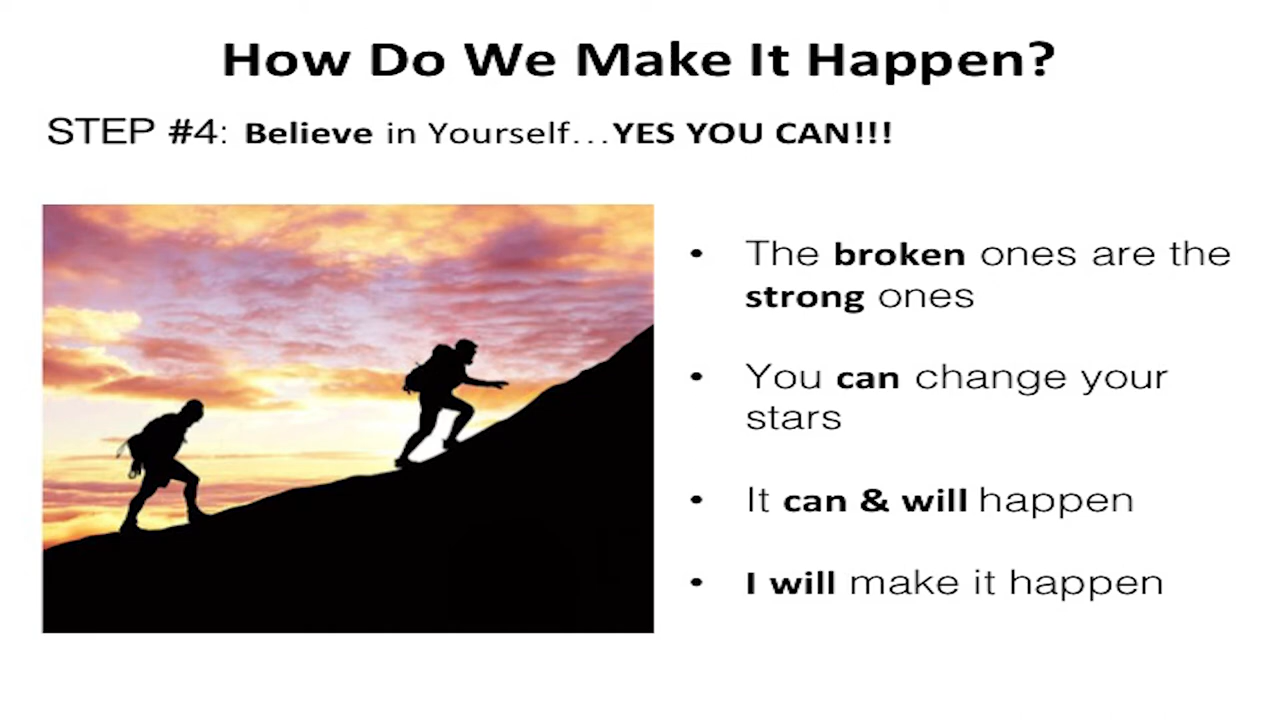 How Do We Make It Happen?
STEP #4: Believe in Yourself...YES YOU CAN!!!
• The broken ones are the
strong ones
• You can change your
stars
• It can & will happen
• I will make it happen